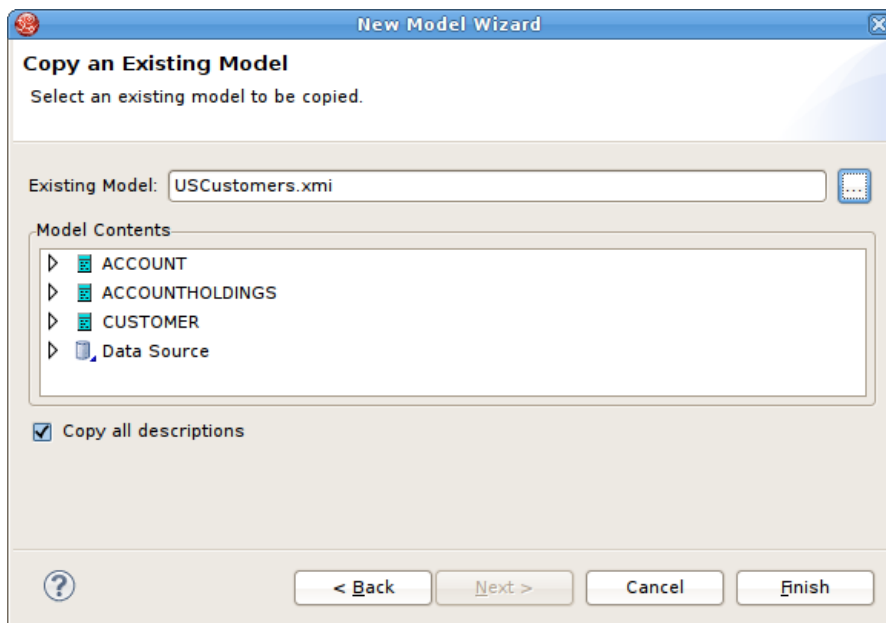 New Model Wizard
Copy an Existing Model
Select an existing model to be copied.
Existing Model: USCustomers.xmi ...
Model Contents
ACCOUNT
ACCOUNTHOLDINGS
CUSTOMER
Data Source
Copy all descriptions
? < Back Next > Cancel Finish